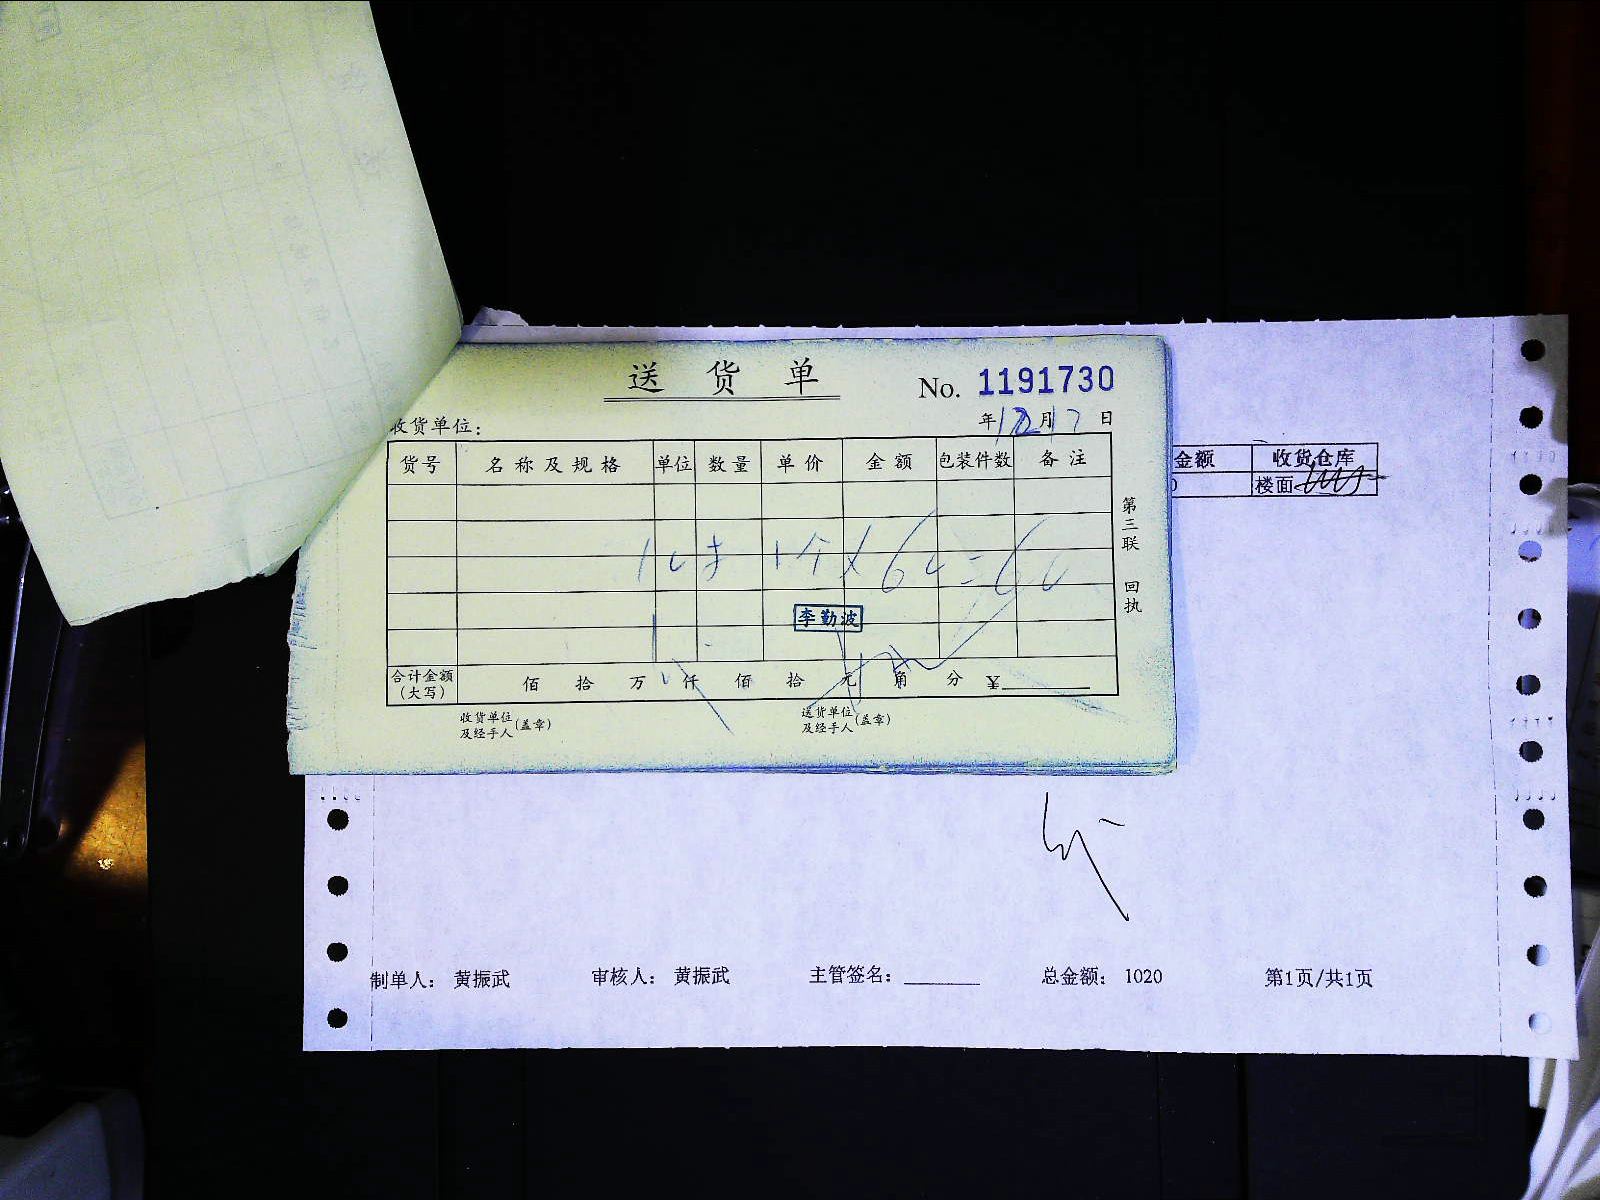 送货单
No. 1191730
收货单位：
年12月17日
货号 名称及规格 单位 数量 单价 金额 包装件数 备注
李勤波
合计金额（大写） 佰 拾 万 仟 佰 拾 元 角 分 ￥
收货单位及经手人（盖章） 送货单位及经手人（盖章）
第三联 回执
金额 收货仓库
楼面
制单人： 黄振武 审核人： 黄振武 主管签名： 总金额： 1020 第1页/共1页